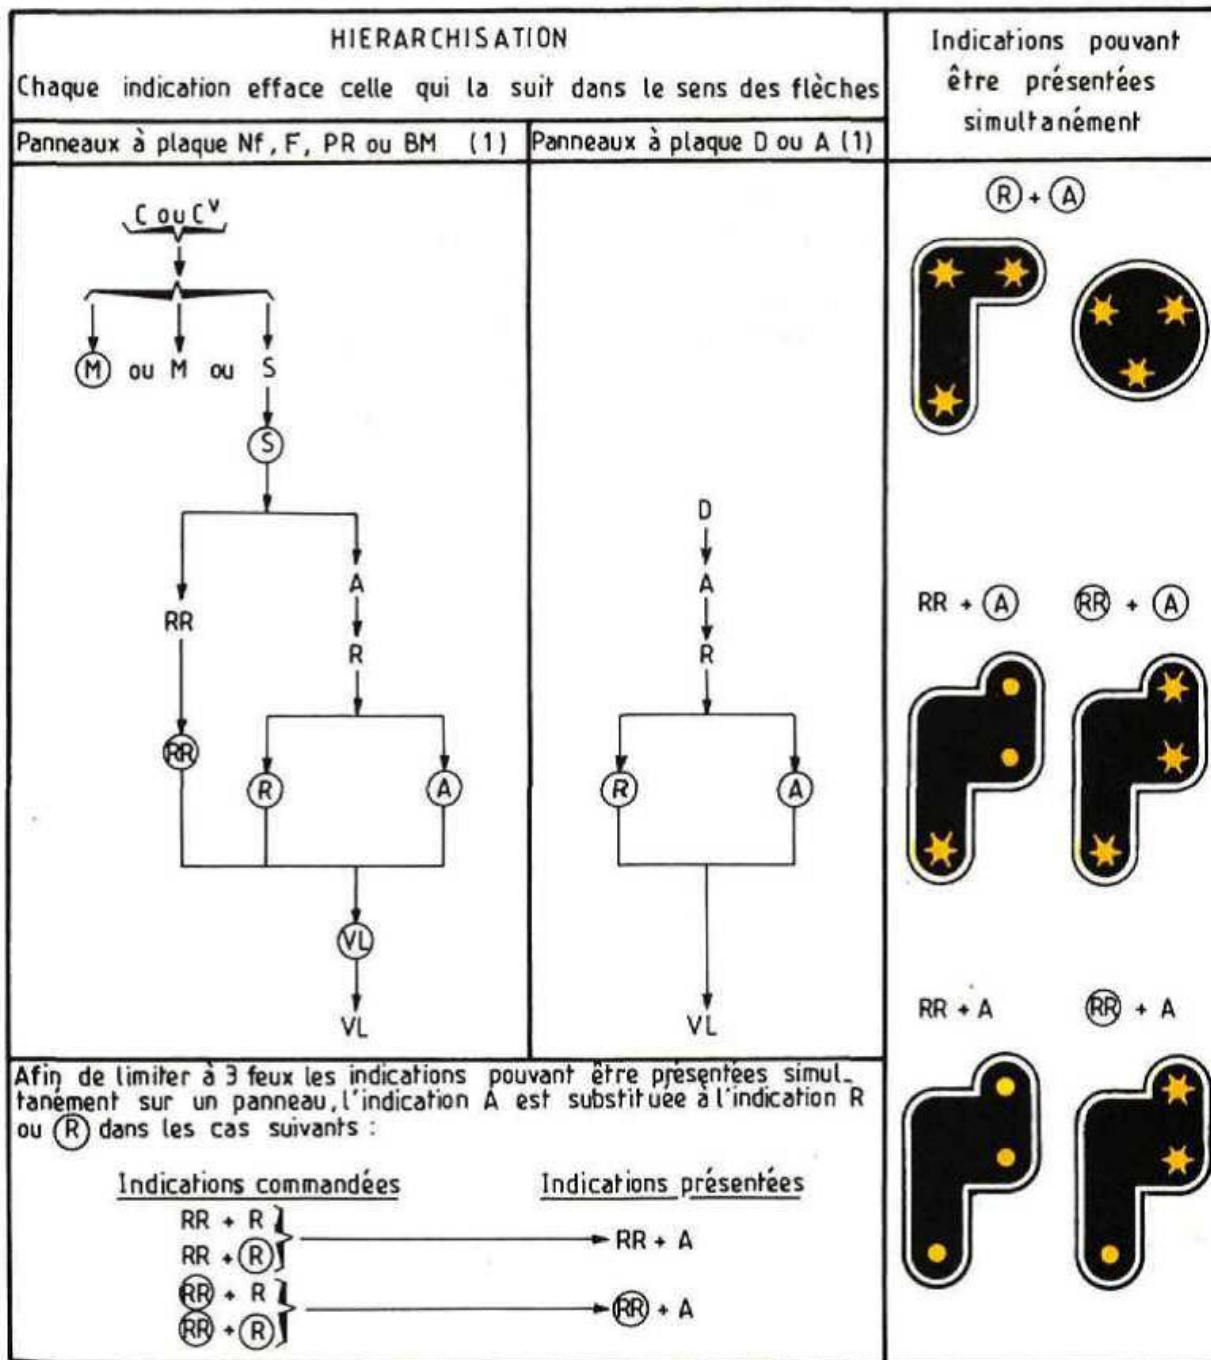 HIERARCHISATION
Chaque indication efface celle qui la suit dans le sens des flèches
Panneaux à plaque Nf, F, PR ou BM (1)
Panneaux à plaque D ou A (1)
Indications pouvant
être présentées
simultanément
C ou Cᵛ
M ou M ou S
S
A
RR
R
RR
R
A
VL
VL
D
A
R
R
A
VL
R + A
RR + A
RR + A
RR + A
RR + A
Afin de limiter à 3 feux les indications pouvant être présentées simul_
tanément sur un panneau, l'indication A est substituée à l'indication R
ou R dans les cas suivants :
Indications commandées
Indications présentées
RR + R
RR + R
RR + A
RR + R
RR + R
RR + A